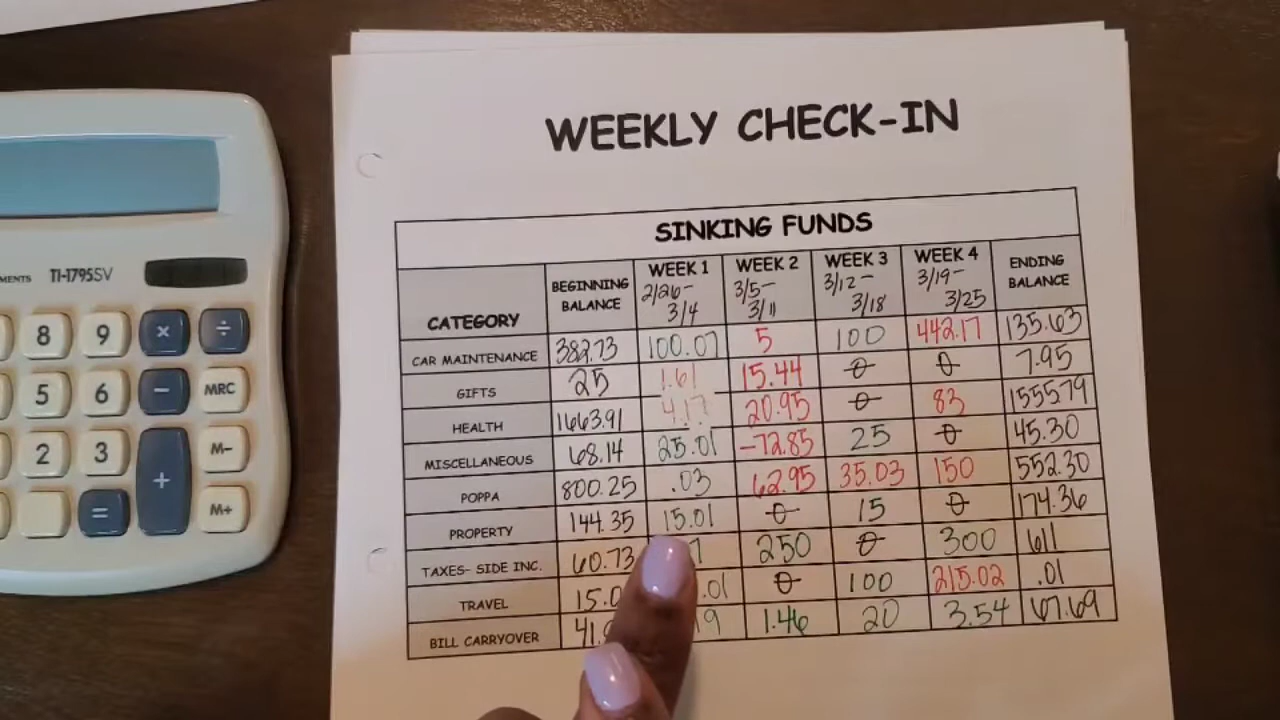 WEEKLY CHECK-IN
SINKING FUNDS
CATEGORY BEGINNING BALANCE WEEK 1 2/26- 3/4 WEEK 2 3/5- 3/11 WEEK 3 3/12- 3/18 WEEK 4 3/19- 3/25 ENDING BALANCE
CAR MAINTENANCE 382.73 100.07 5 100 442.17 135.63
GIFTS 25 1.61 15.44 0 0 7.95
HEALTH 1663.91 4.17 20.95 0 83 1555.79
MISCELLANEOUS 68.14 25.01 -72.85 25 0 45.30
POPPA 800.25 .03 62.95 35.03 150 552.30
PROPERTY 144.35 15.01 0 15 0 174.36
TAXES- SIDE INC. 60.73 250 0 300 611
TRAVEL .01 0 100 215.02 .01
BILL CARRYOVER 1.46 20 3.54 67.69
MENTS TI-1795SV
8 9 × ÷
5 6 − MRC
2 3 + M-
= M+